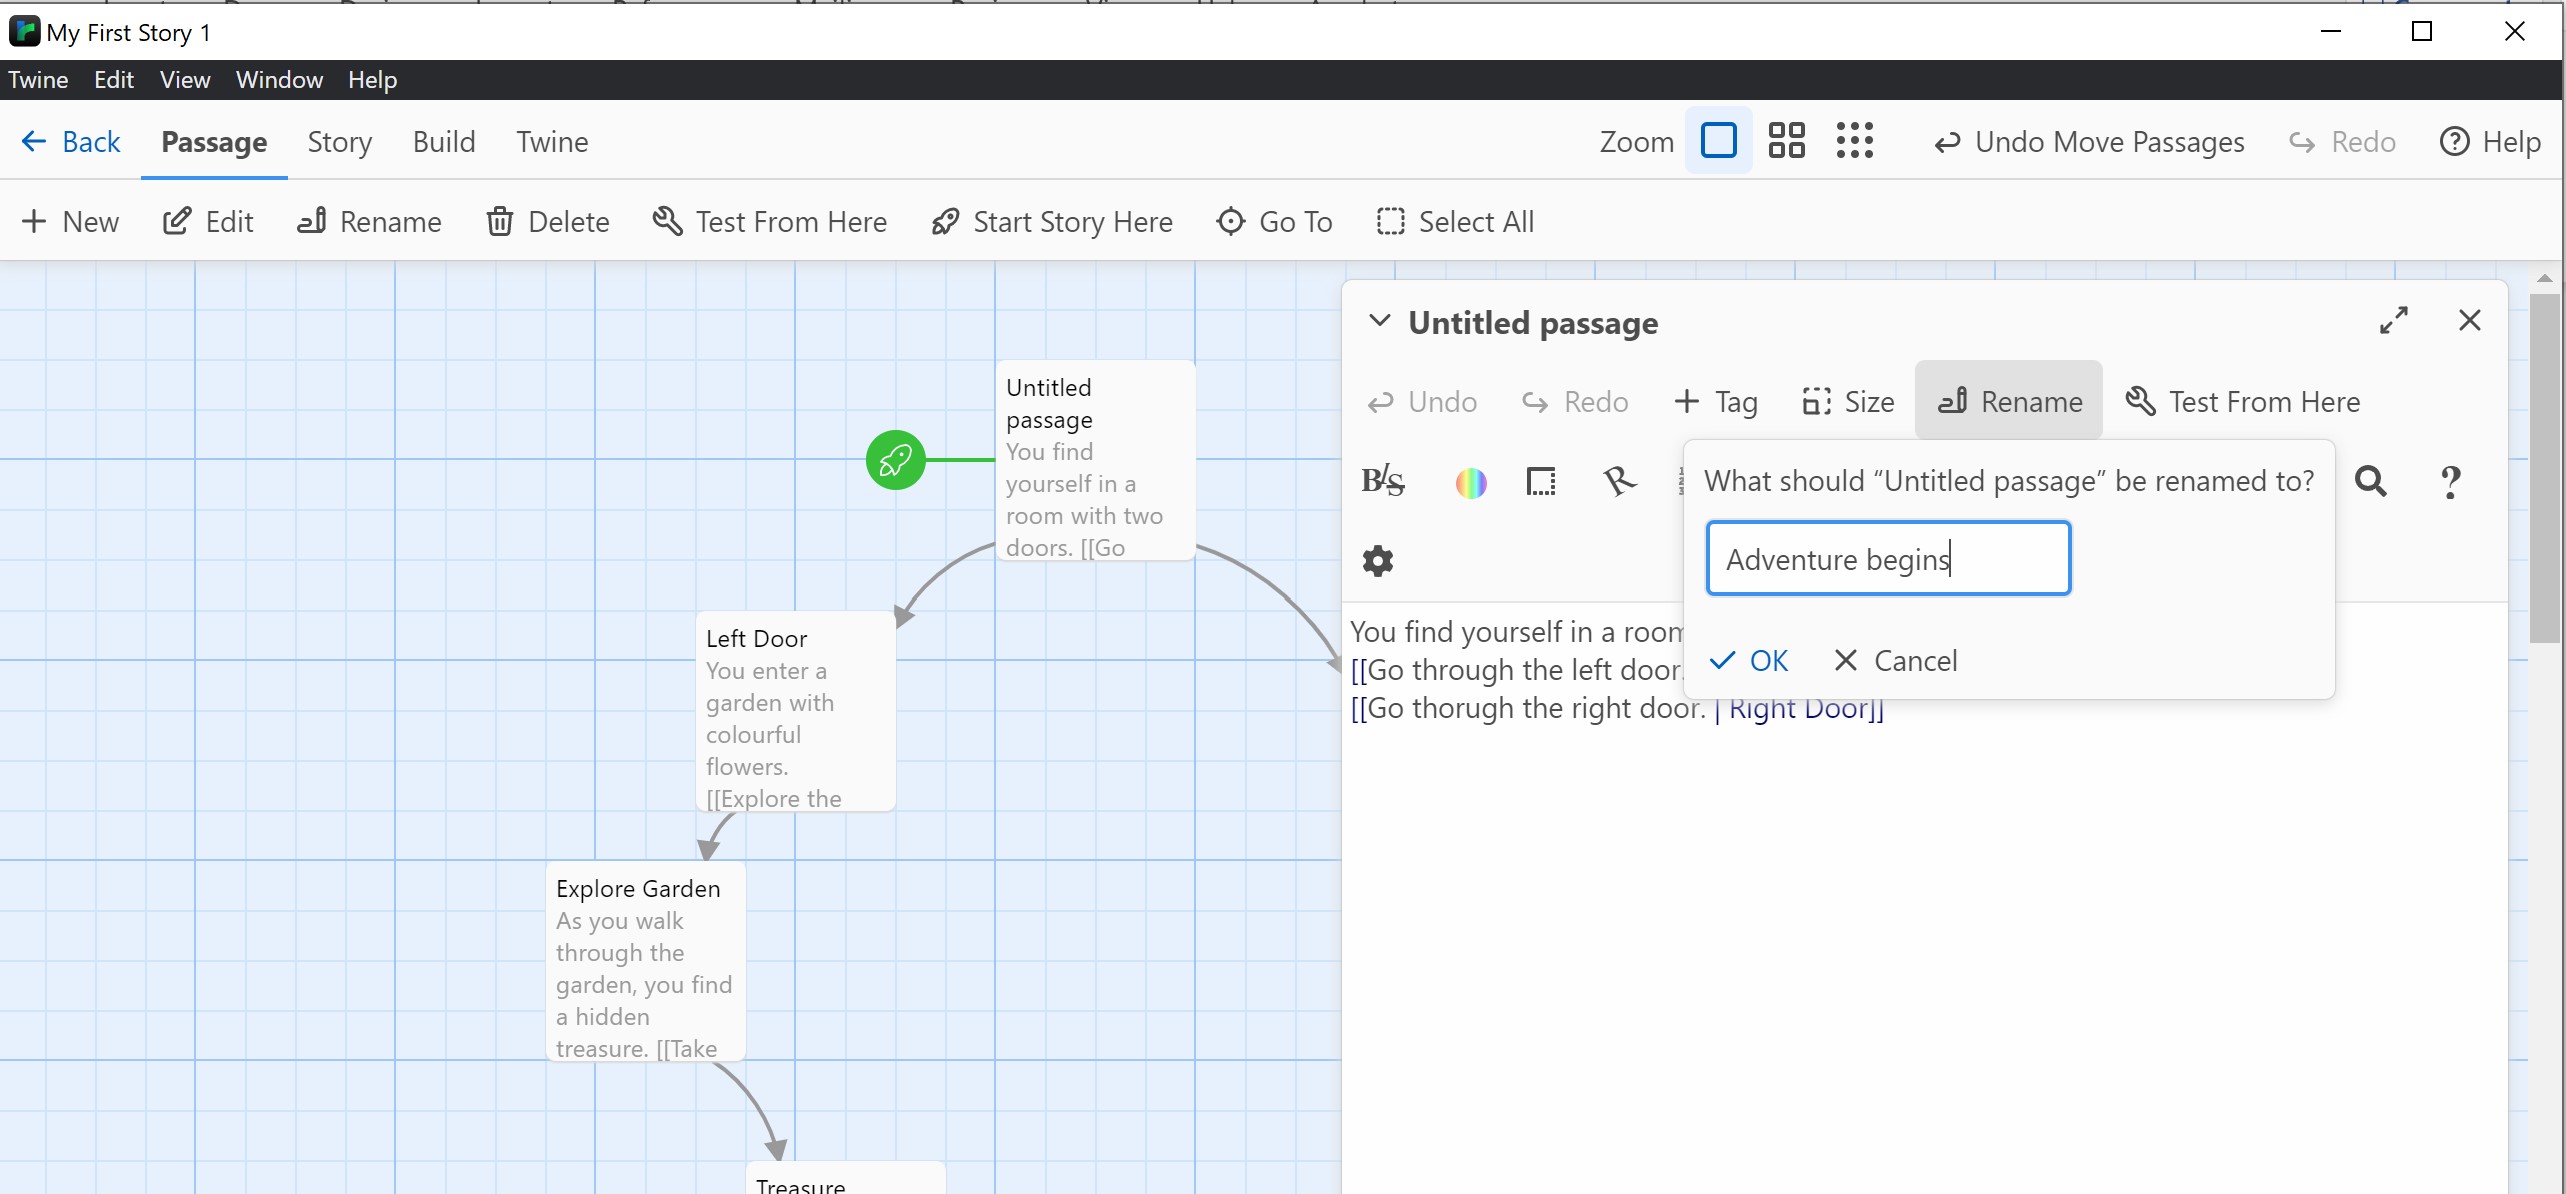 My First Story 1
Twine Edit View Window Help
Back Passage Story Build Twine Zoom Undo Move Passages Redo Help
New Edit Rename Delete Test From Here Start Story Here Go To Select All
Untitled
passage
You find
yourself in a
room with two
doors. [[Go
Left Door
You enter a
garden with
colourful
flowers.
[[Explore the
Explore Garden
As you walk
through the
garden, you find
a hidden
treasure. [[Take
Treasure
Untitled passage
Undo Redo Tag Size Rename Test From Here
What should “Untitled passage” be renamed to?
Adventure begins
OK Cancel
You find yourself in a room
[[Go through the left door.
[[Go thorugh the right door. | Right Door]]